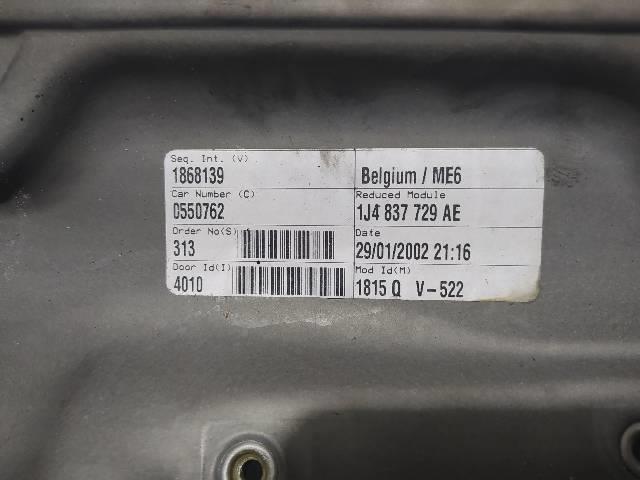 Seq. Int. (V)
1868139
Belgium / ME6
Car Number (C)
0550762
Reduced Module
1J4 837 729 AE
Order No(S)
313
Date
29/01/2002 21:16
Door Id(I)
4010
Mod Id(M)
1815 Q V-522